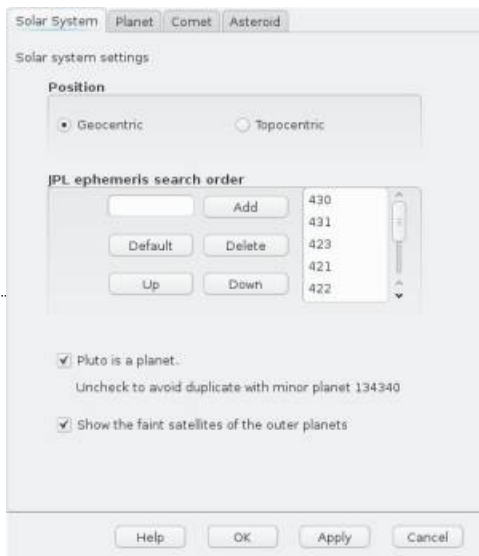 Solar System Planet Comet Asteroid
Solar system settings
Position
Geocentric Topocentric
JPL ephemeris search order
Add
Default Delete
Up Down
430
431
423
421
422
Pluto is a planet.
Uncheck to avoid duplicate with minor planet 134340
Show the faint satellites of the outer planets
Help OK Apply Cancel